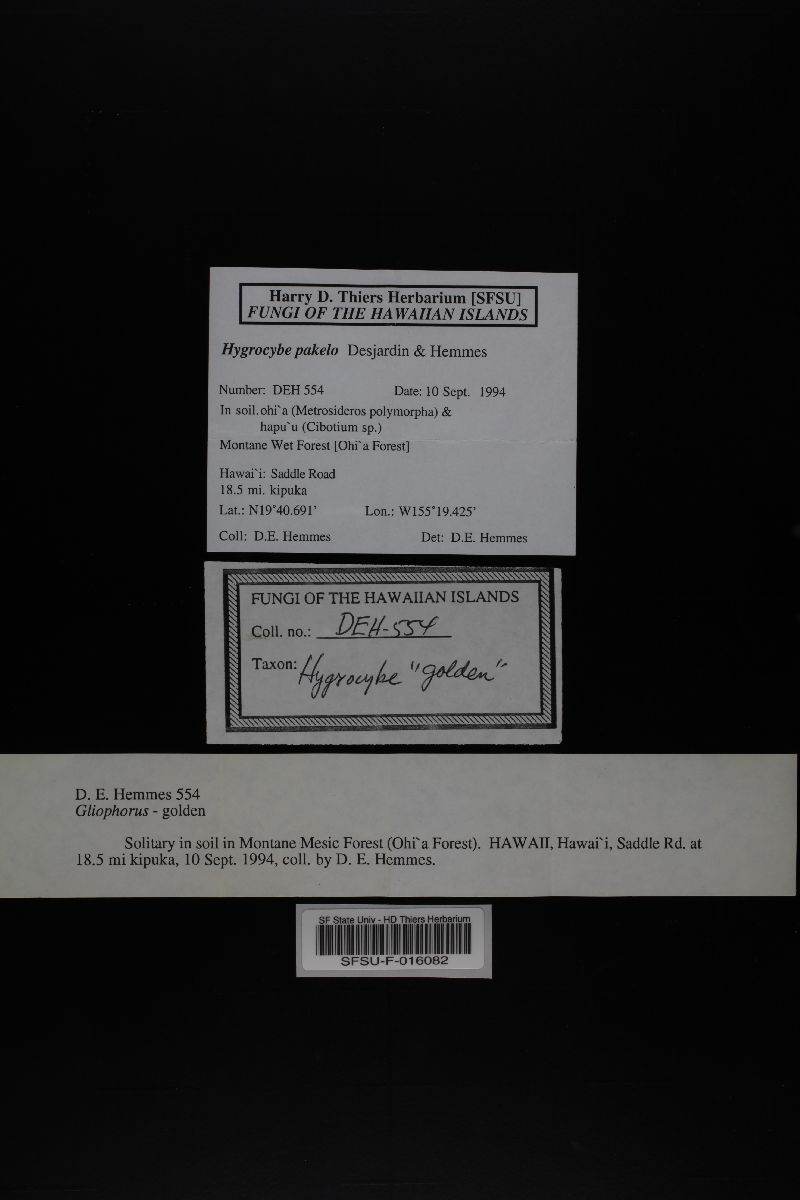 Harry D. Thiers Herbarium [SFSU]
FUNGI OF THE HAWAIIAN ISLANDS
Hygrocybe pakelo Desjardin & Hemmes
Number: DEH 554 Date: 10 Sept. 1994
In soil. ohi`a (Metrosideros polymorpha) &
hapu`u (Cibotium sp.)
Montane Wet Forest [Ohi`a Forest]
Hawai`i: Saddle Road
18.5 mi. kipuka
Lat.: N19°40.691' Lon.: W155°19.425'
Coll: D.E. Hemmes Det: D.E. Hemmes
FUNGI OF THE HAWAIIAN ISLANDS
Coll. no.: DEH-554
Taxon: Hygrocybe "golden"
D. E. Hemmes 554
Gliophorus - golden
Solitary in soil in Montane Mesic Forest (Ohi`a Forest). HAWAII, Hawai`i, Saddle Rd. at
18.5 mi kipuka, 10 Sept. 1994, coll. by D. E. Hemmes.
SF State Univ - HD Thiers Herbarium
SFSU-F-016082